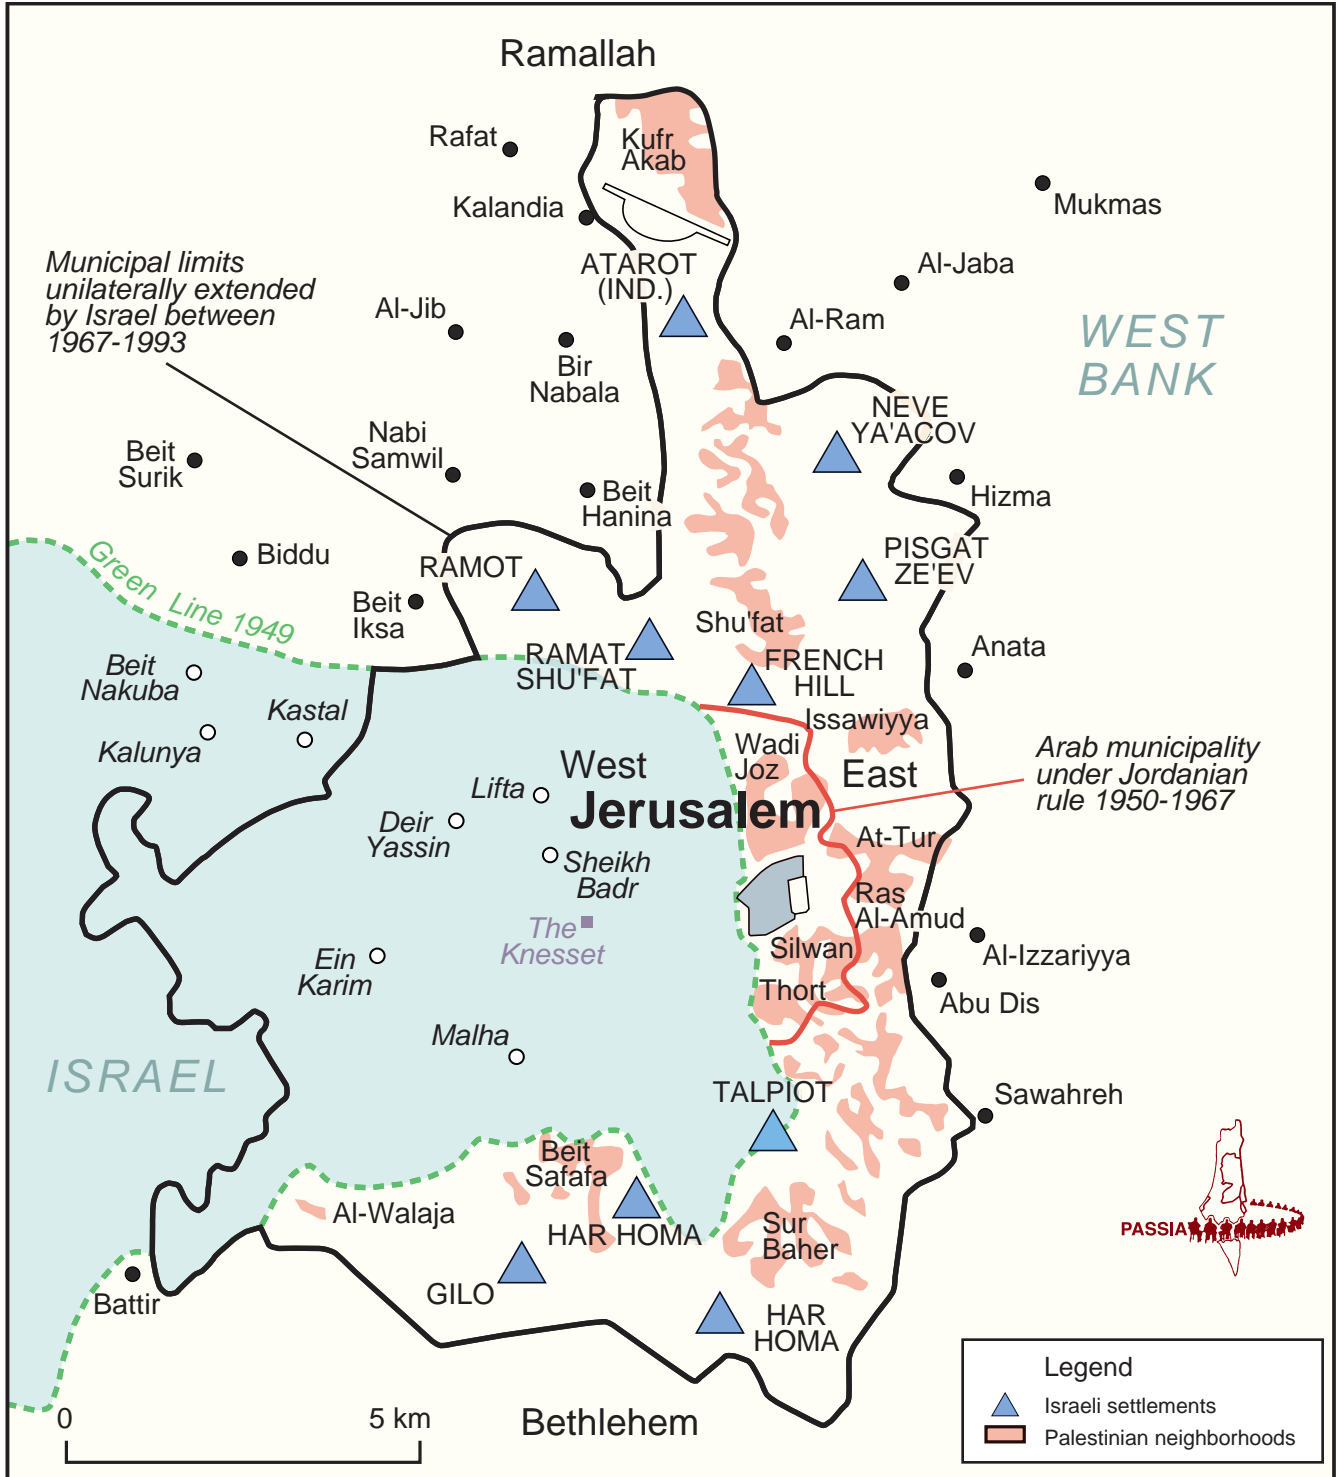 Ramallah
Rafat
Kufr
Akab
Kalandia
Mukmas
Municipal limits
unilaterally extended
by Israel between
1967-1993
ATAROT
(IND.)
Al-Jaba
Al-Jib
Al-Ram
WEST
BANK
Bir
Nabala
NEVE
YA'ACOV
Nabi
Samwil
Beit
Surik
Beit
Hanina
Hizma
Green Line 1949
Biddu
RAMOT
PISGAT
ZE'EV
Beit
Iksa
Shu'fat
RAMAT
SHU'FAT
FRENCH
HILL
Anata
Beit
Nakuba
Kastal
Kalunya
Issawiyya
Wadi
Joz
West
East
Jerusalem
Arab municipality
under Jordanian
rule 1950-1967
Lifta
Deir
Yassin
Sheikh
Badr
At-Tur
Ras
Al-Amud
The
Knesset
Silwan
Al-Izzariyya
Ein
Karim
Thort
Abu Dis
Malha
ISRAEL
TALPIOT
Sawahreh
Beit
Safafa
Al-Walaja
HAR HOMA
Sur
Baher
PASSIA
GILO
Battir
HAR
HOMA
Legend
Israeli settlements
Palestinian neighborhoods
0
5 km
Bethlehem